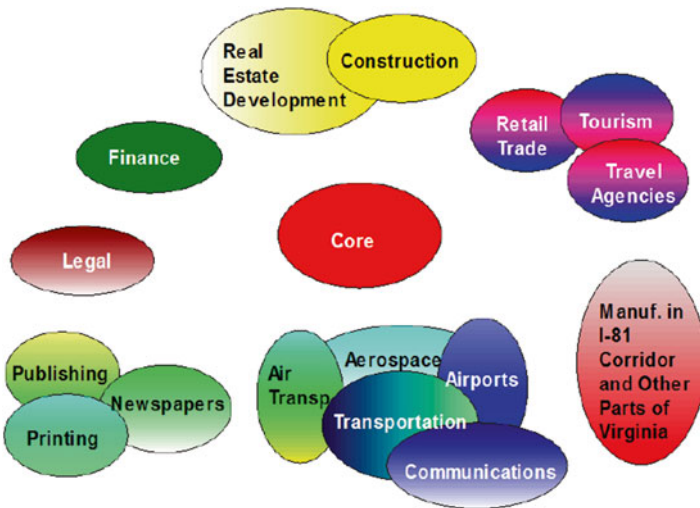 Real
Estate
Development
Construction
Retail
Trade
Tourism
Travel
Agencies
Finance
Core
Legal
Manuf. in
I-81
Corridor
and Other
Parts of
Virginia
Publishing
Newspapers
Printing
Air
Transp
Aerospace
Airports
Transportation
Communications